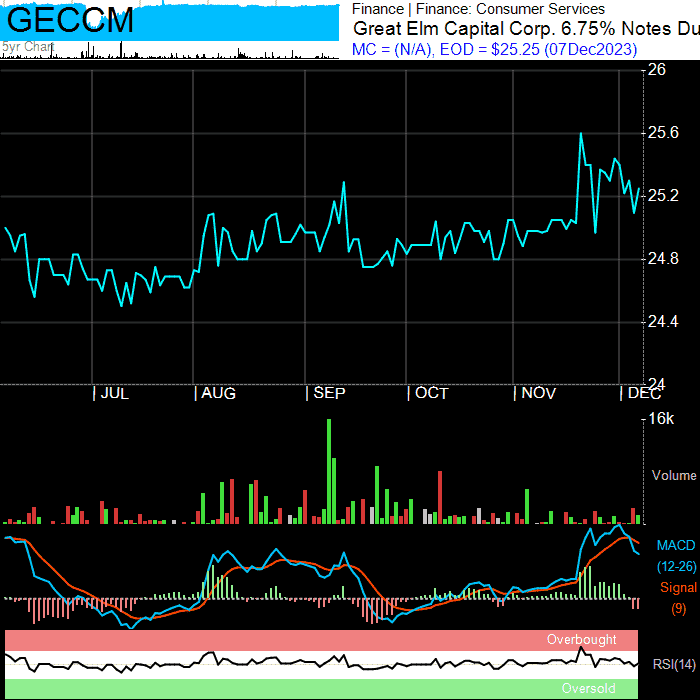 GECCM
5yr Chart
Finance | Finance: Consumer Services
Great Elm Capital Corp. 6.75% Notes Du
MC = (N/A), EOD = $25.25 (07Dec2023)
26
25.6
25.2
24.8
24.4
24
| JUL | AUG | SEP | OCT | NOV | DEC
16k
Volume
MACD
(12-26)
Signal
(9)
Overbought
RSI(14)
Oversold